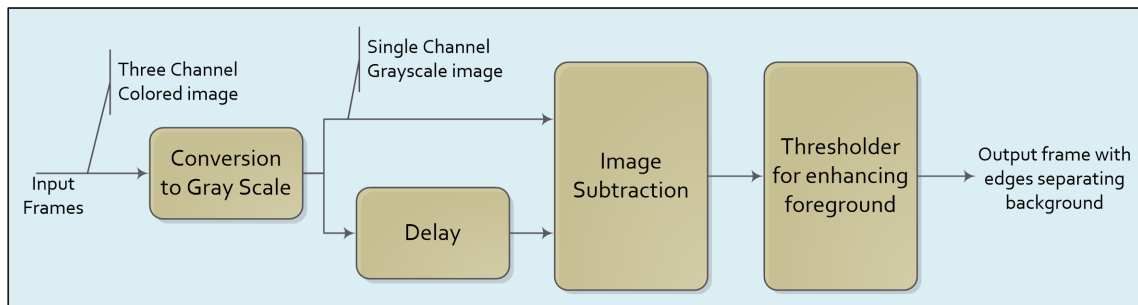 Three Channel
Colored image
Single Channel
Grayscale image
Input
Frames
Conversion
to Gray Scale
Delay
Image
Subtraction
Thresholder
for enhancing
foreground
Output frame with
edges separating
background